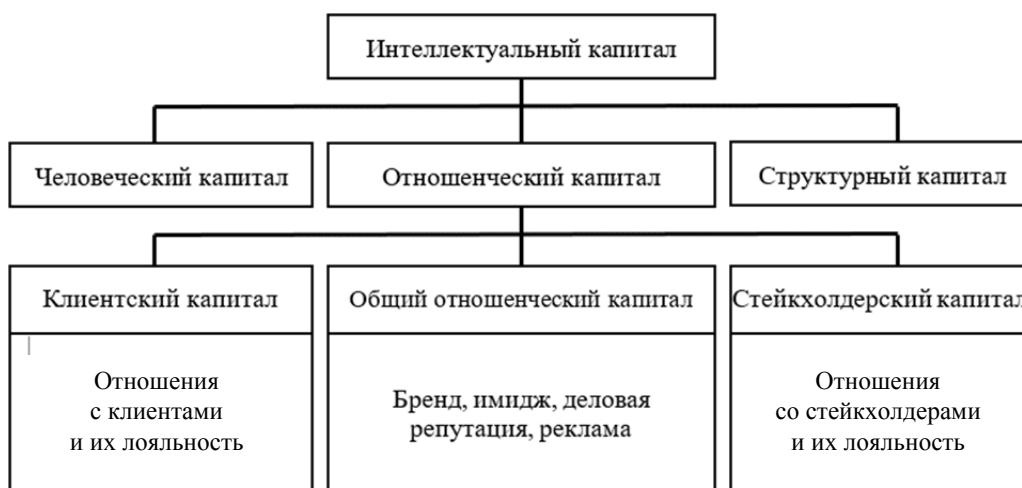 Интеллектуальный капитал
Человеческий капитал
Отношенческий капитал
Структурный капитал
Клиентский капитал
Общий отношенческий капитал
Стейкхолдерский капитал
Отношения
с клиентами
и их лояльность
Бренд, имидж, деловая
репутация, реклама
Отношения
со стейкхолдерами
и их лояльность